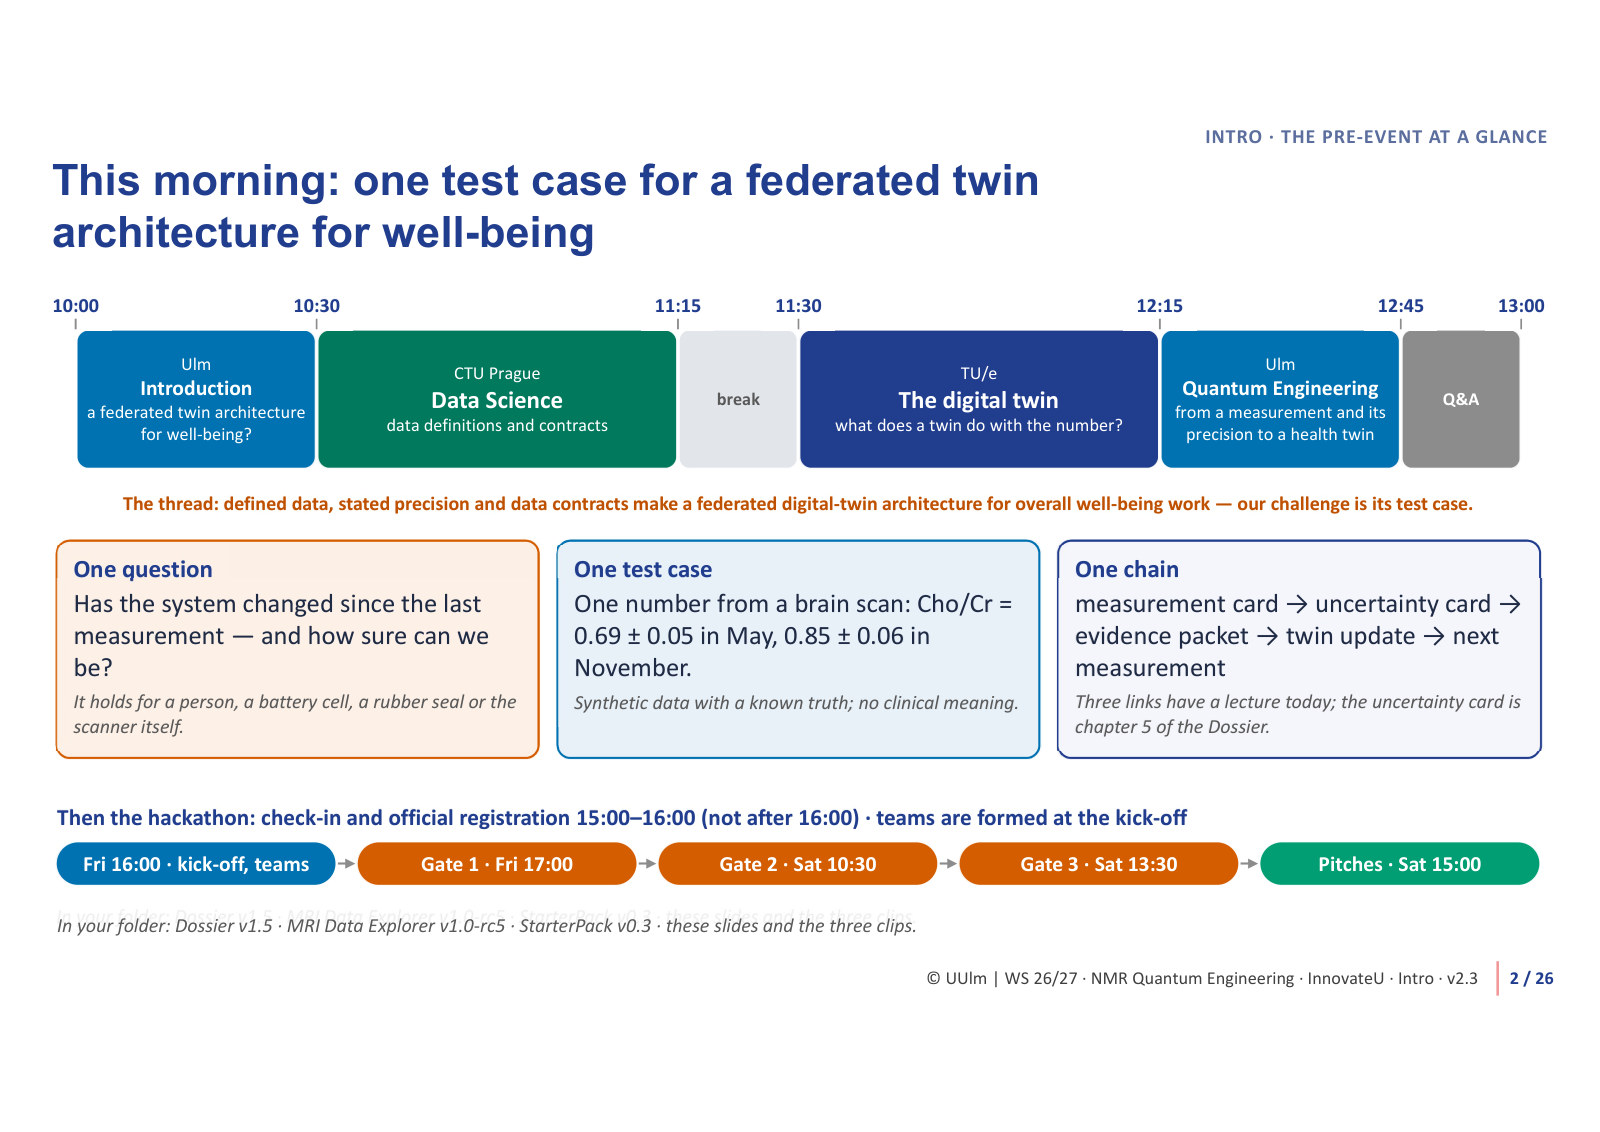 INTRO · THE PRE-EVENT AT A GLANCE
This morning: one test case for a federated twin
architecture for well-being
10:00 10:30 11:15 11:30 12:15 12:45 13:00
Ulm
Introduction
a federated twin architecture
for well-being?
CTU Prague
Data Science
data definitions and contracts
break
TU/e
The digital twin
what does a twin do with the number?
Ulm
Quantum Engineering
from a measurement and its
precision to a health twin
Q&A
The thread: defined data, stated precision and data contracts make a federated digital-twin architecture for overall well-being work — our challenge is its test case.
One question
Has the system changed since the last
measurement — and how sure can we
be?
It holds for a person, a battery cell, a rubber seal or the
scanner itself.
One test case
One number from a brain scan: Cho/Cr =
0.69 ± 0.05 in May, 0.85 ± 0.06 in
November.
Synthetic data with a known truth; no clinical meaning.
One chain
measurement card → uncertainty card →
evidence packet → twin update → next
measurement
Three links have a lecture today; the uncertainty card is
chapter 5 of the Dossier.
Then the hackathon: check-in and official registration 15:00–16:00 (not after 16:00) · teams are formed at the kick-off
Fri 16:00 · kick-off, teams
Gate 1 · Fri 17:00
Gate 2 · Sat 10:30
Gate 3 · Sat 13:30
Pitches · Sat 15:00
In your folder: Dossier v1.5 · MRI Data Explorer v1.0-rc5 · StarterPack v0.3 · these slides and the three clips.
© UUlm | WS 26/27 · NMR Quantum Engineering · InnovateU · Intro · v2.3
2 / 26